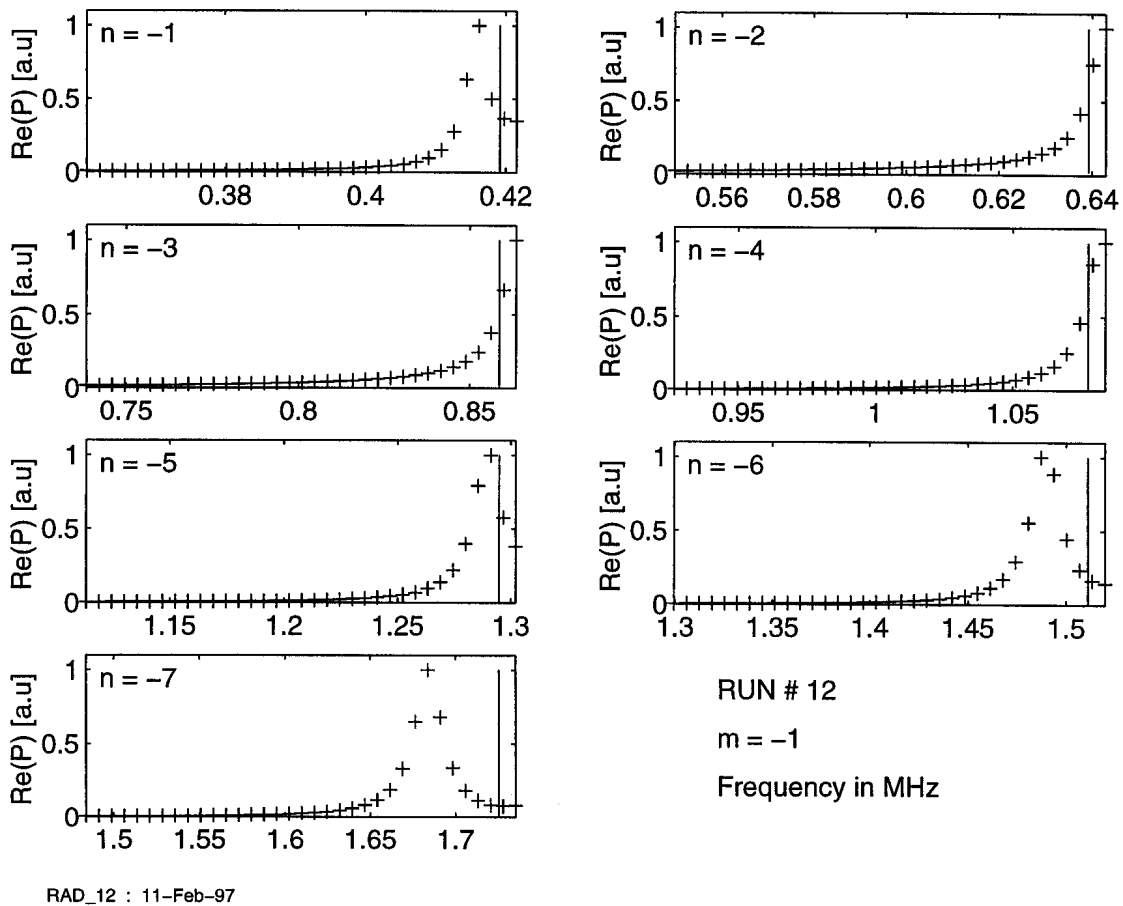 Re(P) [a.u]
n = −1
1
0.5
0
0.38
0.4
0.42
Re(P) [a.u]
n = −2
1
0.5
0
0.56
0.58
0.6
0.62
0.64
Re(P) [a.u]
n = −3
1
0.5
0
0.75
0.8
0.85
Re(P) [a.u]
n = −4
1
0.5
0
0.95
1
1.05
Re(P) [a.u]
n = −5
1
0.5
0
1.15
1.2
1.25
1.3
Re(P) [a.u]
n = −6
1
0.5
0
1.3
1.35
1.4
1.45
1.5
Re(P) [a.u]
n = −7
1
0.5
0
1.5
1.55
1.6
1.65
1.7
RUN # 12
m = −1
Frequency in MHz
RAD_12 : 11−Feb−97